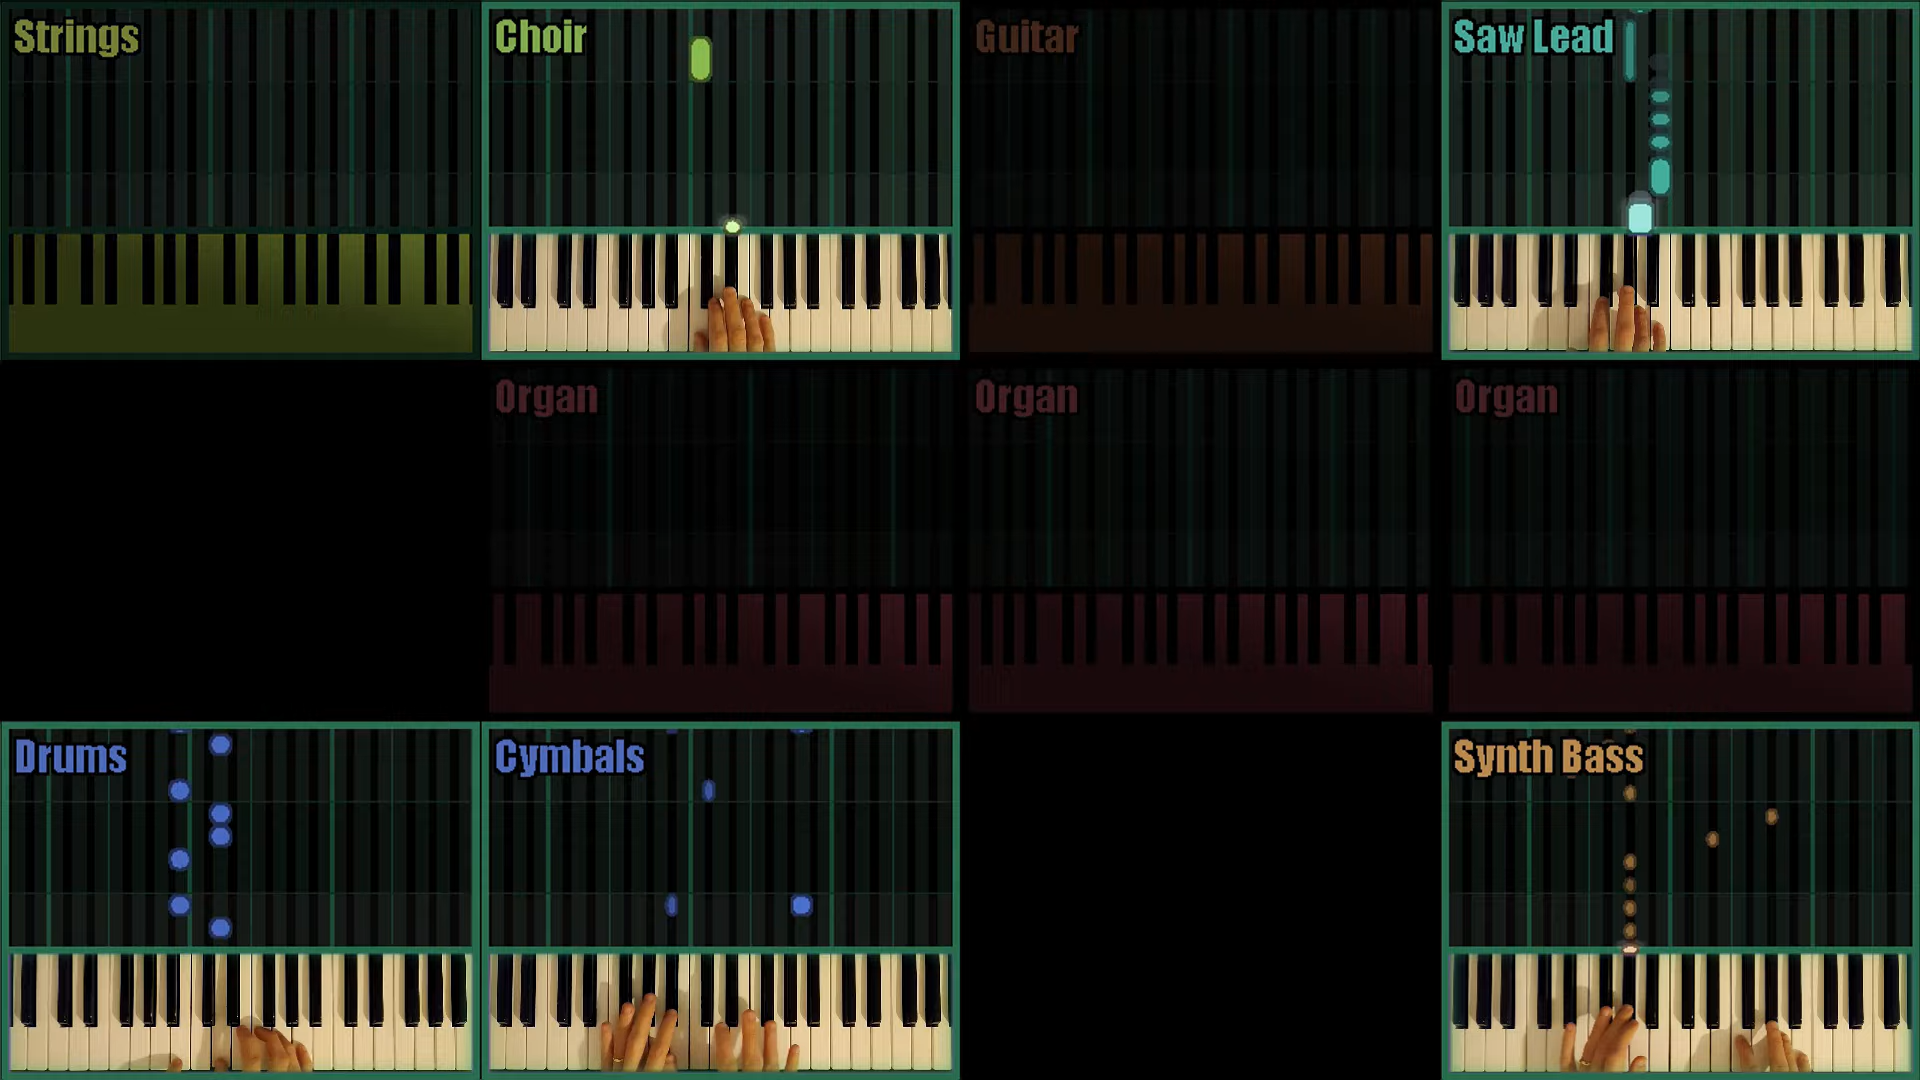 Strings
Choir
Guitar
Saw Lead
Organ
Organ
Organ
Drums
Cymbals
Synth Bass